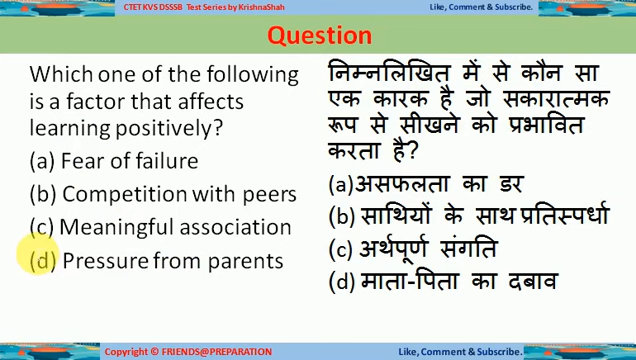 CTET KVS DSSSB Test Series by KrishnaShah
Like, Comment & Subscribe.
Question
Which one of the following
is a factor that affects
learning positively?
(a) Fear of failure
(b) Competition with peers
(c) Meaningful association
(d) Pressure from parents
निम्नलिखित में से कौन सा
एक कारक है जो सकारात्मक
रूप से सीखने को प्रभावित
करता है?
(a)असफलता का डर
(b) साथियों के साथ प्रतिस्पर्धा
(c) अर्थपूर्ण संगति
(d) माता-पिता का दबाव
Copyright © FRIENDS@PREPARATION
Like, Comment & Subscribe.